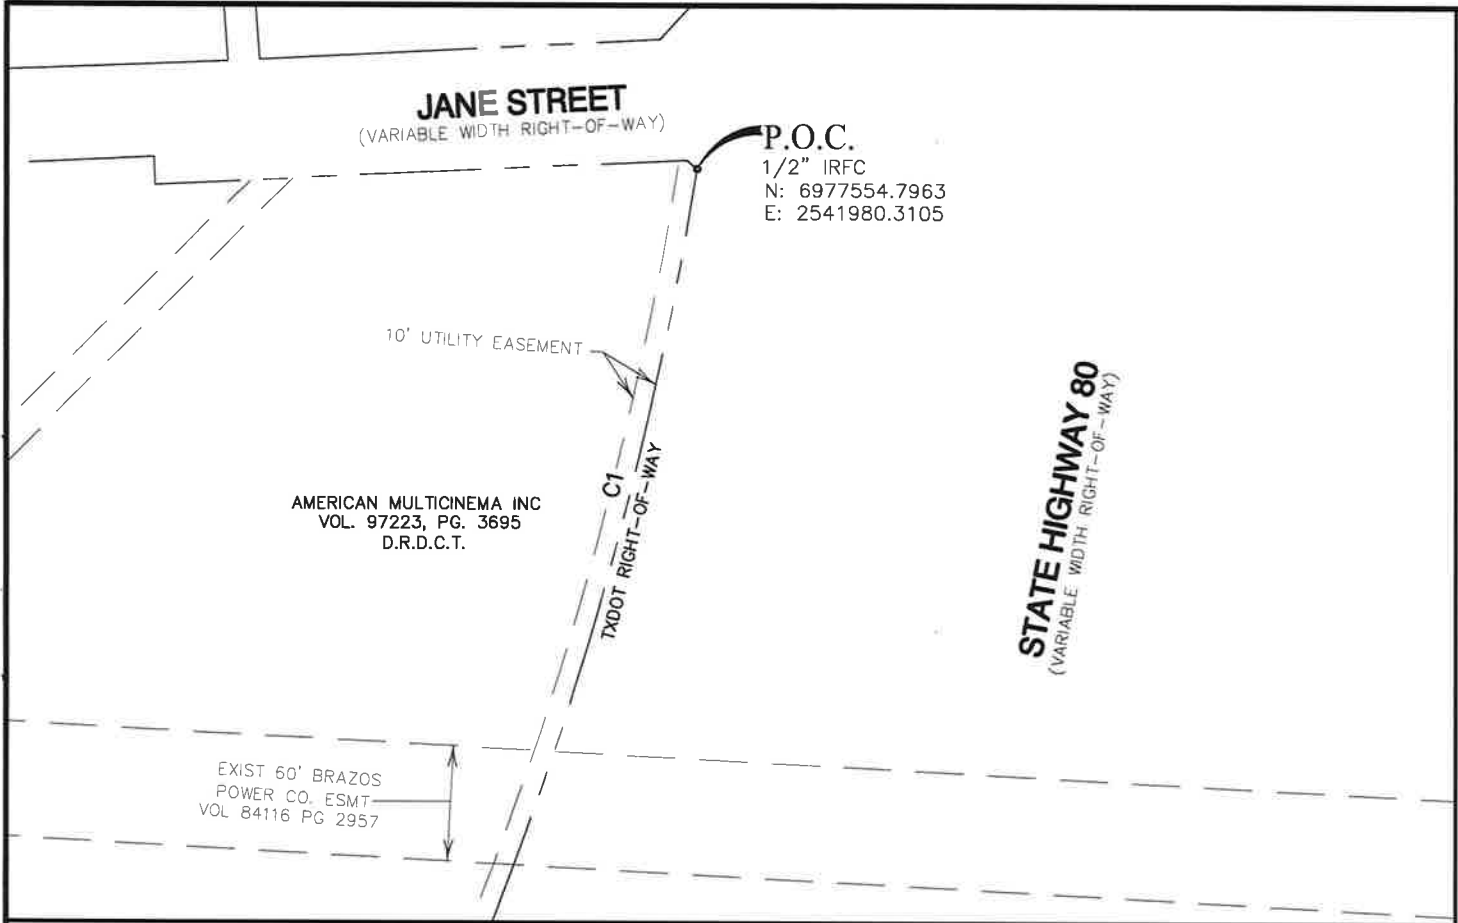 JANE STREET
(VARIABLE WIDTH RIGHT-OF-WAY)
P.O.C.
1/2" IRFC
N: 6977554.7963
E: 2541980.3105
10' UTILITY EASEMENT
STATE HIGHWAY 80
(VARIABLE WIDTH RIGHT-OF-WAY)
C1
TXDOT RIGHT-OF-WAY
AMERICAN MULTICINEMA INC
VOL. 97223, PG. 3695
D.R.D.C.T.
EXIST 60' BRAZOS
POWER CO. ESMT
VOL 84116 PG 2957